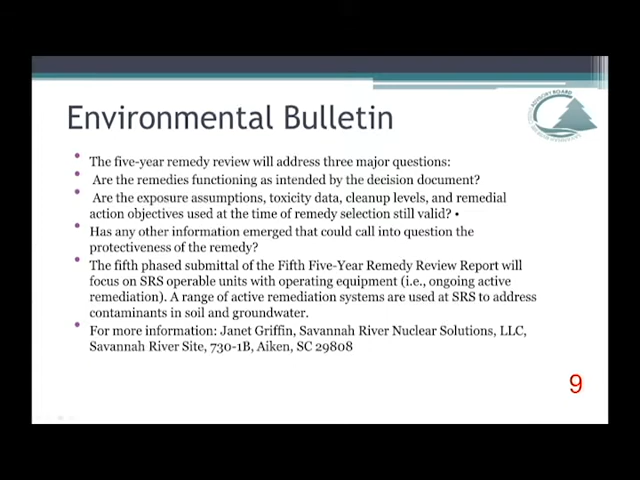 Environmental Bulletin
• The five-year remedy review will address three major questions:
• Are the remedies functioning as intended by the decision document?
• Are the exposure assumptions, toxicity data, cleanup levels, and remedial
action objectives used at the time of remedy selection still valid? •
• Has any other information emerged that could call into question the
protectiveness of the remedy?
• The fifth phased submittal of the Fifth Five-Year Remedy Review Report will
focus on SRS operable units with operating equipment (i.e., ongoing active
remediation). A range of active remediation systems are used at SRS to address
contaminants in soil and groundwater.
• For more information: Janet Griffin, Savannah River Nuclear Solutions, LLC,
Savannah River Site, 730-1B, Aiken, SC 29808
9
ADVISORY BOARD